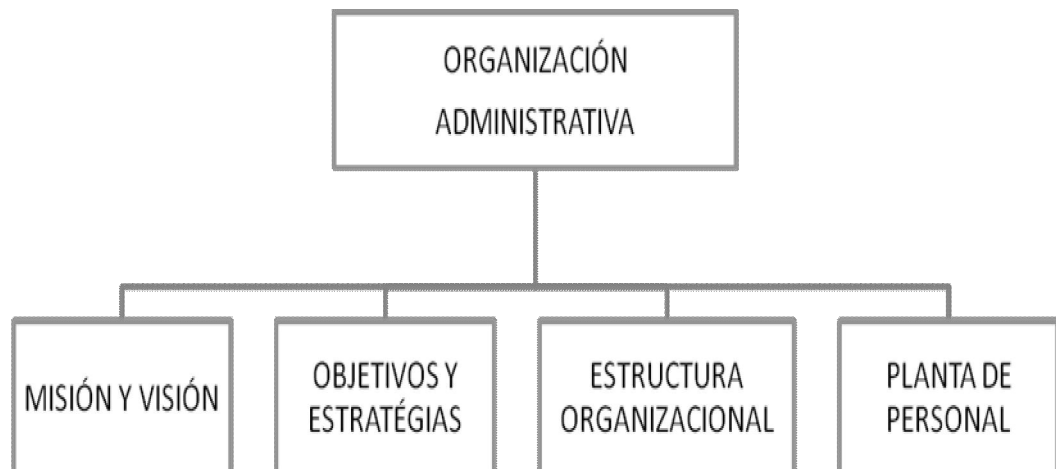 ORGANIZACIÓN
ADMINISTRATIVA
MISIÓN Y VISIÓN
OBJETIVOS Y
ESTRATÉGIAS
ESTRUCTURA
ORGANIZACIONAL
PLANTA DE
PERSONAL